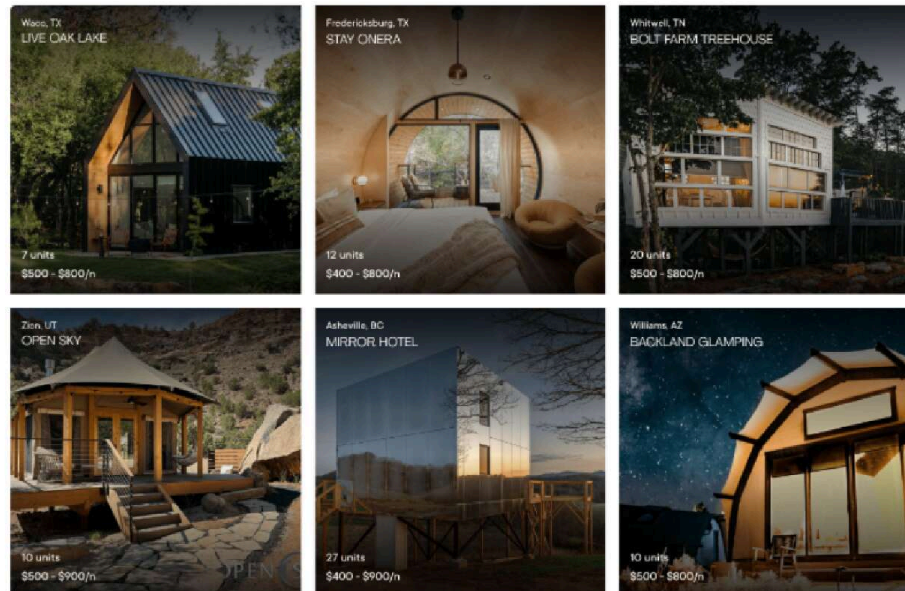 Waco, TX
LIVE OAK LAKE
7 units
$500 - $800/n
Fredericksburg, TX
STAY ONERA
12 units
$400 - $800/n
Whitwell, TN
BOLT FARM TREEHOUSE
20 units
$500 - $800/n
Zion, UT
OPEN SKY
10 units
$500 - $900/n
OPEN S
Asheville, BC
MIRROR HOTEL
27 units
$400 - $900/n
Williams, AZ
BACKLAND GLAMPING
10 units
$500 - $800/n